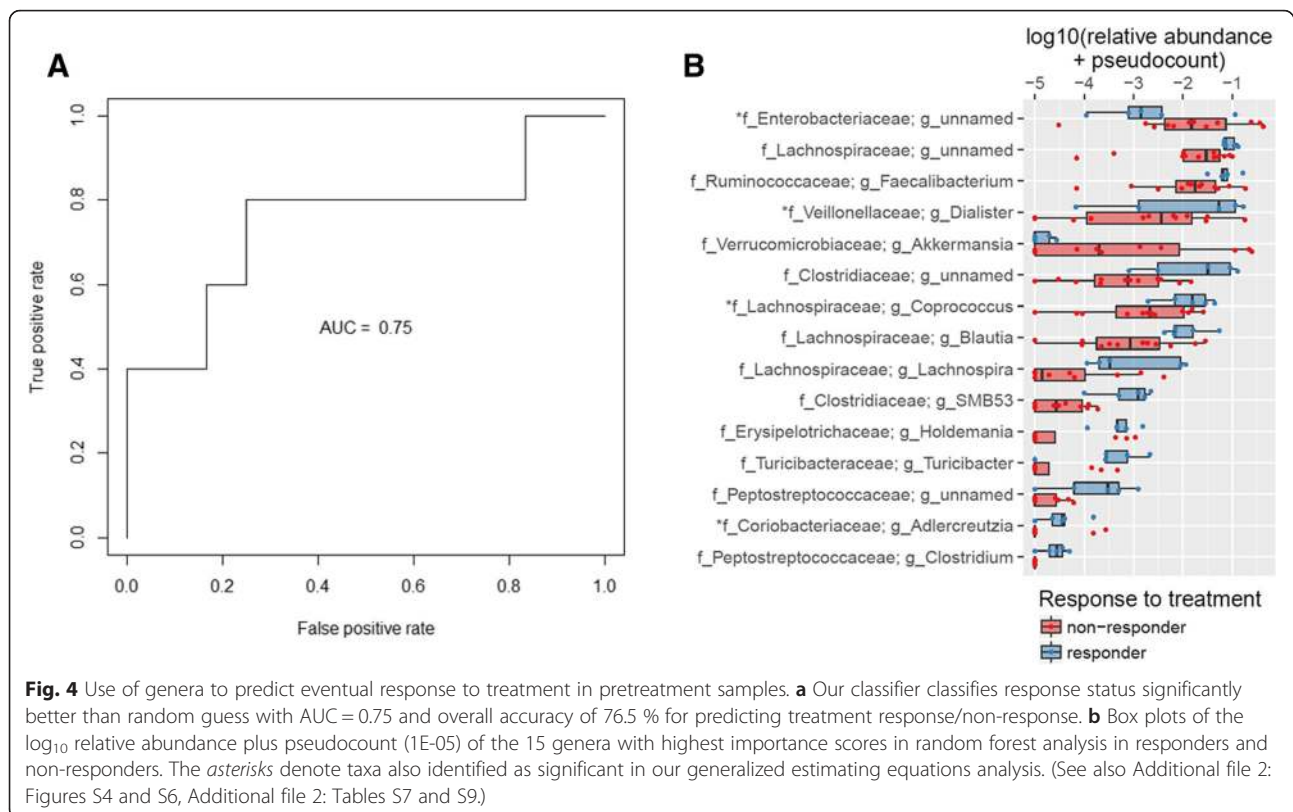 A
1.0
0.8
0.6
0.4
0.2
0.0
True positive rate
AUC = 0.75
0.0 0.2 0.4 0.6 0.8 1.0
False positive rate
B
log10(relative abundance
+ pseudocount)
-5 -4 -3 -2 -1
*f_Enterobacteriaceae; g_unnamed
f_Lachnospiraceae; g_unnamed
f_Ruminococcaceae; g_Faecalibacterium
*f_Veillonellaceae; g_Dialister
f_Verrucomicrobiaceae; g_Akkermansia
f_Clostridiaceae; g_unnamed
*f_Lachnospiraceae; g_Coprococcus
f_Lachnospiraceae; g_Blautia
f_Lachnospiraceae; g_Lachnospira
f_Clostridiaceae; g_SMB53
f_Erysipelotrichaceae; g_Holdemania
f_Turicibacteraceae; g_Turicibacter
f_Peptostreptococcaceae; g_unnamed
*f_Coriobacteriaceae; g_Adlercreutzia
f_Peptostreptococcaceae; g_Clostridium
Response to treatment
non-responder
responder
Fig. 4 Use of genera to predict eventual response to treatment in pretreatment samples. a Our classifier classifies response status significantly
better than random guess with AUC = 0.75 and overall accuracy of 76.5 % for predicting treatment response/non-response. b Box plots of the
log₁₀ relative abundance plus pseudocount (1E-05) of the 15 genera with highest importance scores in random forest analysis in responders and
non-responders. The asterisks denote taxa also identified as significant in our generalized estimating equations analysis. (See also Additional file 2:
Figures S4 and S6, Additional file 2: Tables S7 and S9.)